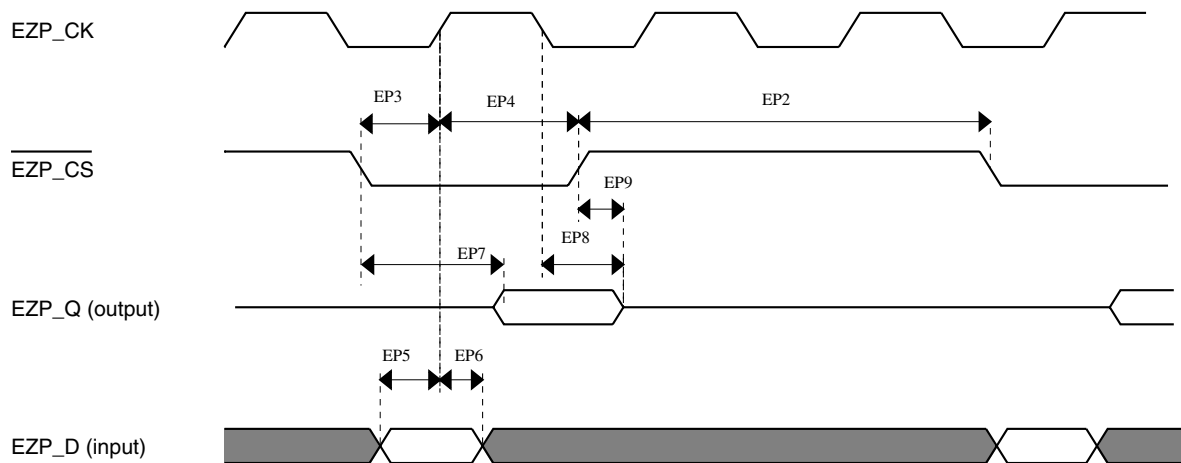 EZP_CK
EP3
EP4
EP2
EZP_CS
EP9
EP8
EP7
EZP_Q (output)
EP5
EP6
EZP_D (input)